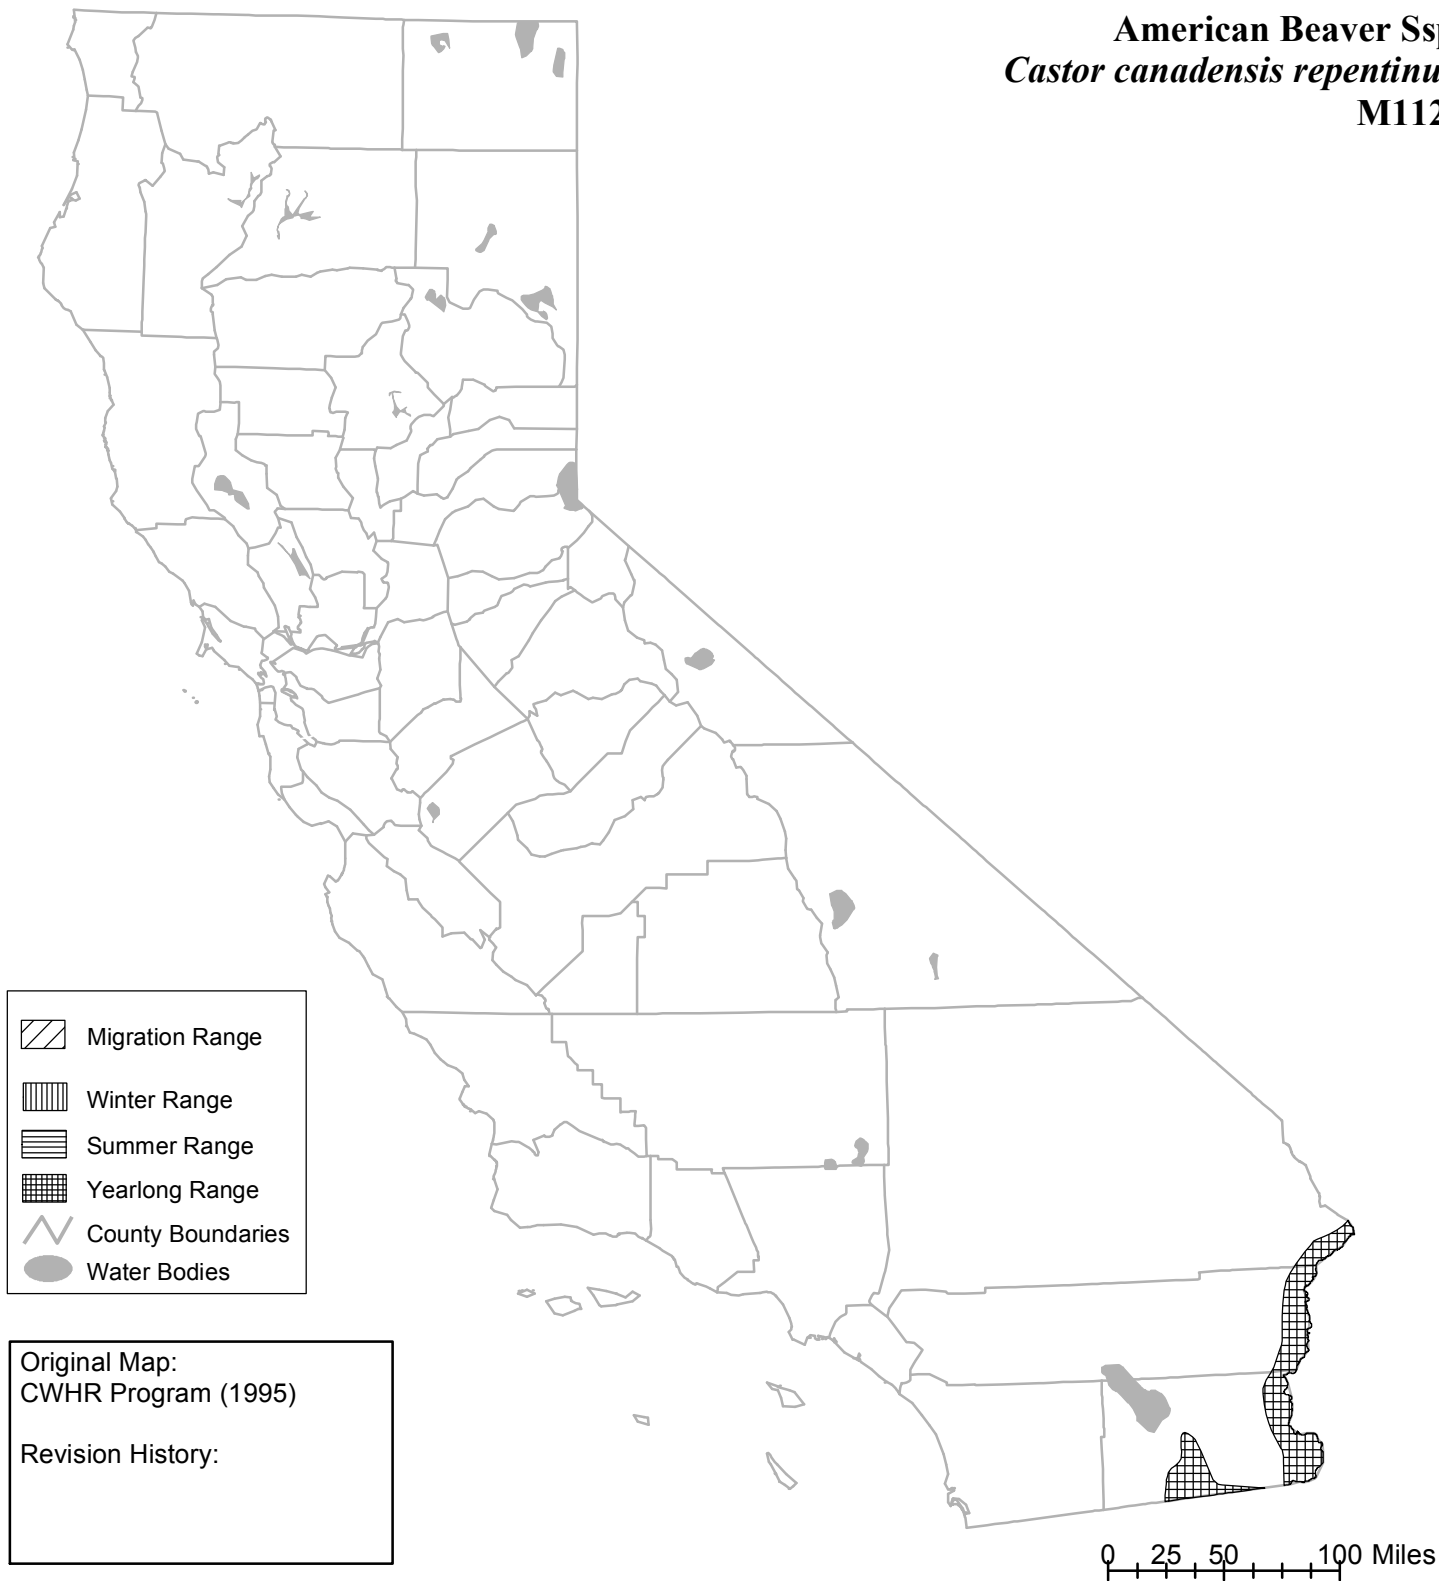 American Beaver Ssp
Castor canadensis repentinu
M112
Migration Range
Winter Range
Summer Range
Yearlong Range
County Boundaries
Water Bodies
Original Map:
CWHR Program (1995)
Revision History:
0 25 50 100 Miles